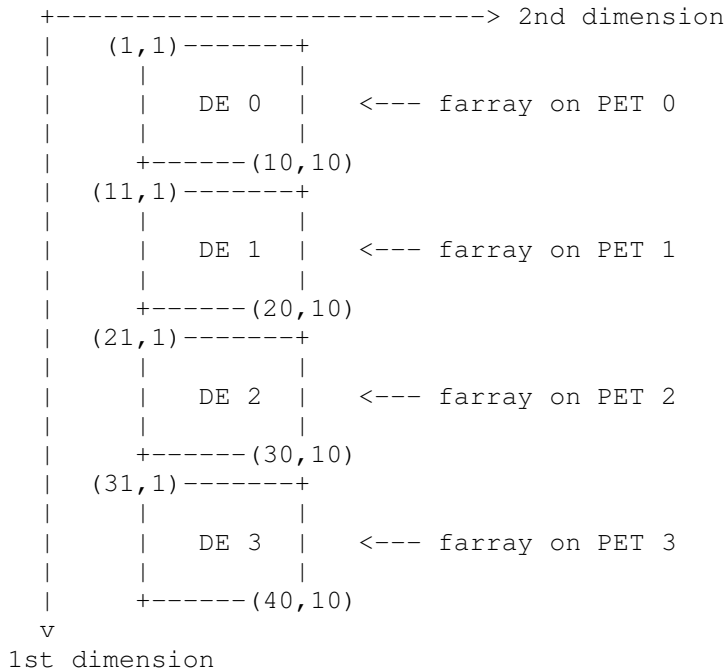 +---------------------------> 2nd dimension
|   (1,1)-------+
|     |         |
|     |   DE 0  |   <--- farray on PET 0
|     |         |
|     +------(10,10)
|  (11,1)-------+
|     |         |
|     |   DE 1  |   <--- farray on PET 1
|     |         |
|     +------(20,10)
|  (21,1)-------+
|     |         |
|     |   DE 2  |   <--- farray on PET 2
|     |         |
|     +------(30,10)
|  (31,1)-------+
|     |         |
|     |   DE 3  |   <--- farray on PET 3
|     |         |
|     +------(40,10)
v
1st dimension